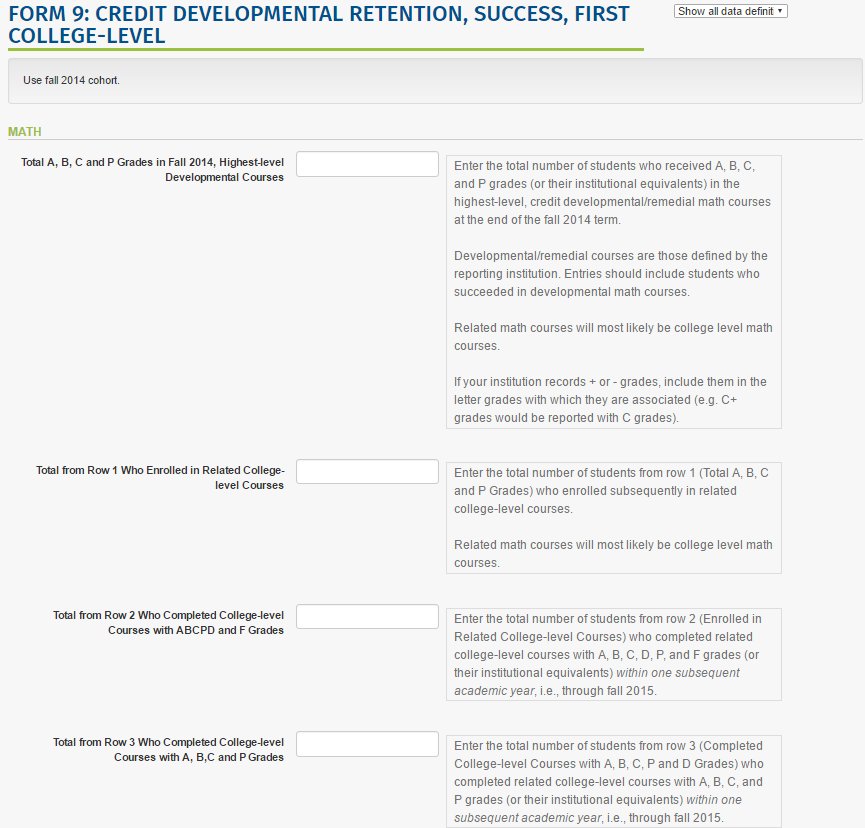 FORM 9: CREDIT DEVELOPMENTAL RETENTION, SUCCESS, FIRST
COLLEGE-LEVEL
Show all data definit
Use fall 2014 cohort.
MATH
Total A, B, C and P Grades in Fall 2014, Highest-level
Developmental Courses
Enter the total number of students who received A, B, C,
and P grades (or their institutional equivalents) in the
highest-level, credit developmental/remedial math courses
at the end of the fall 2014 term.
Developmental/remedial courses are those defined by the
reporting institution. Entries should include students who
succeeded in developmental math courses.
Related math courses will most likely be college level math
courses.
If your institution records + or - grades, include them in the
letter grades with which they are associated (e.g. C+
grades would be reported with C grades).
Total from Row 1 Who Enrolled in Related College-
level Courses
Enter the total number of students from row 1 (Total A, B, C
and P Grades) who enrolled subsequently in related
college-level courses.
Related math courses will most likely be college level math
courses.
Total from Row 2 Who Completed College-level
Courses with ABCPD and F Grades
Enter the total number of students from row 2 (Enrolled in
Related College-level Courses) who completed related
college-level courses with A, B, C, D, P, and F grades (or
their institutional equivalents) within one subsequent
academic year, i.e., through fall 2015.
Total from Row 3 Who Completed College-level
Courses with A, B,C and P Grades
Enter the total number of students from row 3 (Completed
College-level Courses with A, B, C, P and D Grades) who
completed related college-level courses with A, B, C, and
P grades (or their institutional equivalents) within one
subsequent academic year, i.e., through fall 2015.